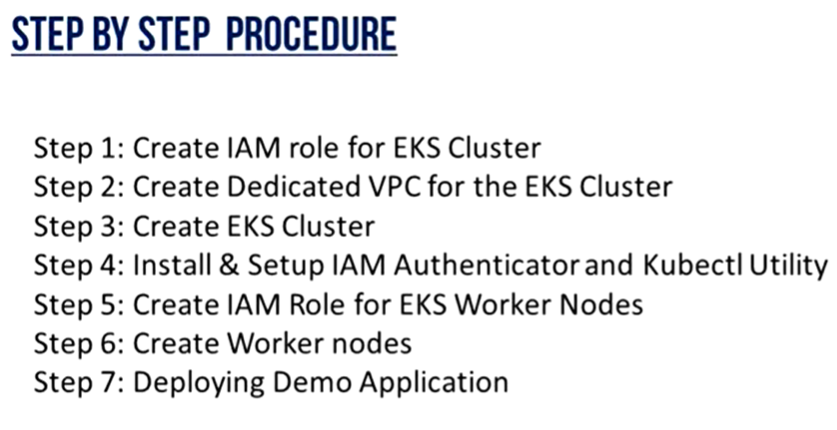 STEP BY STEP PROCEDURE
Step 1: Create IAM role for EKS Cluster
Step 2: Create Dedicated VPC for the EKS Cluster
Step 3: Create EKS Cluster
Step 4: Install & Setup IAM Authenticator and Kubectl Utility
Step 5: Create IAM Role for EKS Worker Nodes
Step 6: Create Worker nodes
Step 7: Deploying Demo Application